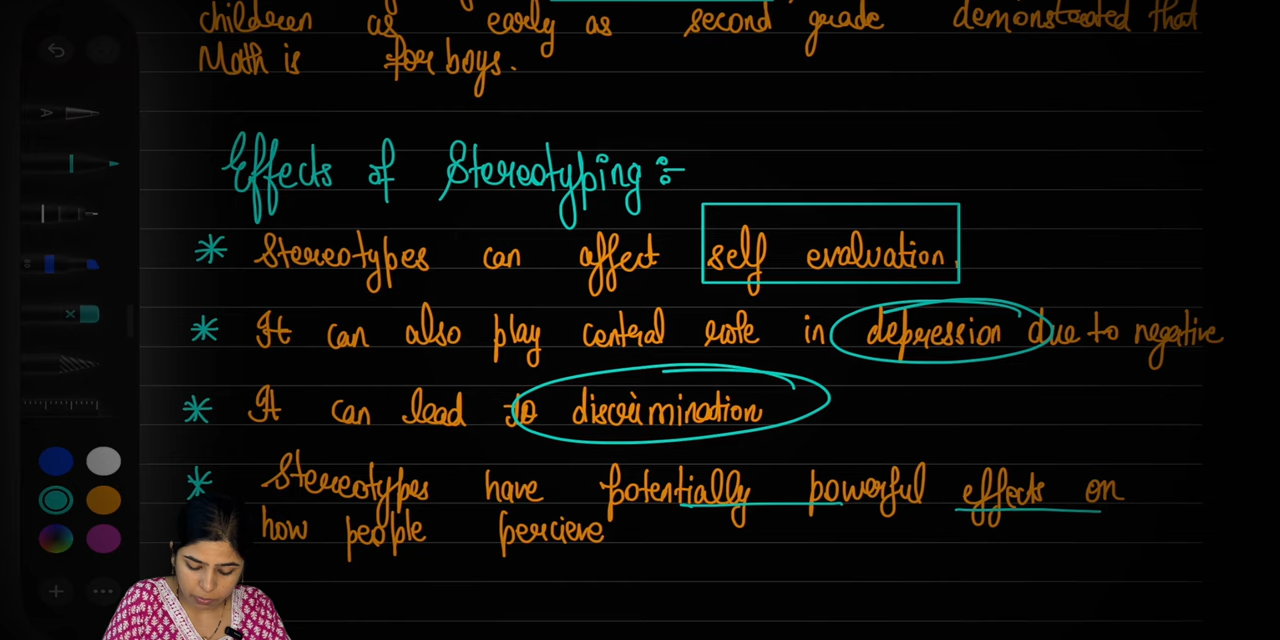 children as early as second grade demonstrated that
Math is for boys.
Effects of Stereotyping :-
* Stereotypes can affect self evaluation.
* It can also play central role in depression due to negative
* It can lead to discrimination
* Stereotypes have potentially powerful effects on
how people perciene